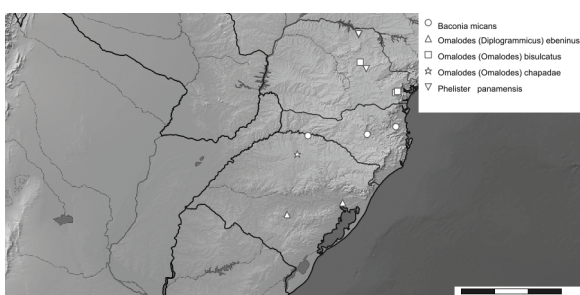 Baconia micans
Omalodes (Diplogrammicus) ebeninus
Omalodes (Omalodes) bisulcatus
Omalodes (Omalodes) chapadae
Phelister panamensis